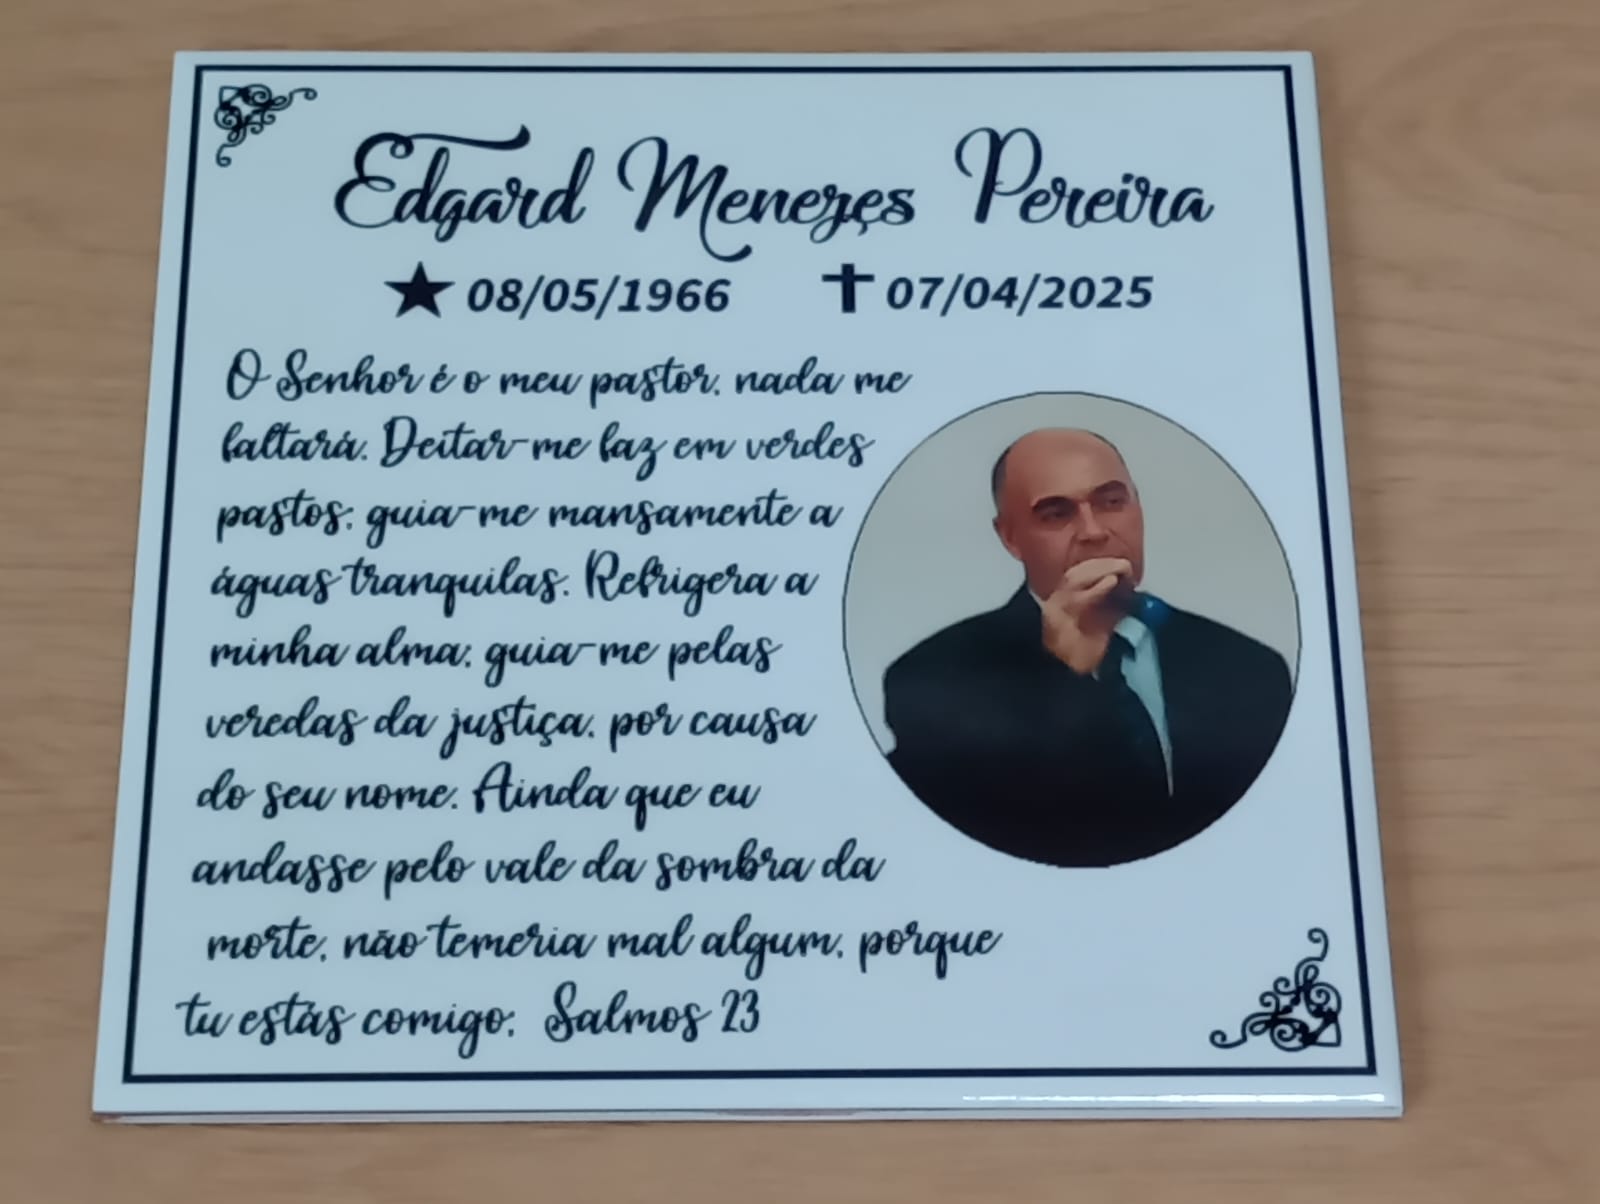 Edgard Menezes Pereira
★ 08/05/1966 ✝ 07/04/2025
O Senhor é o meu pastor, nada me
faltará. Deitar-me faz em verdes
pastos; guia-me mansamente a
águas tranquilas. Refrigera a
minha alma; guia-me pelas
veredas da justiça, por causa
do seu nome. Ainda que eu
andasse pelo vale da sombra da
morte, não temeria mal algum, porque
tu estás comigo; Salmos 23